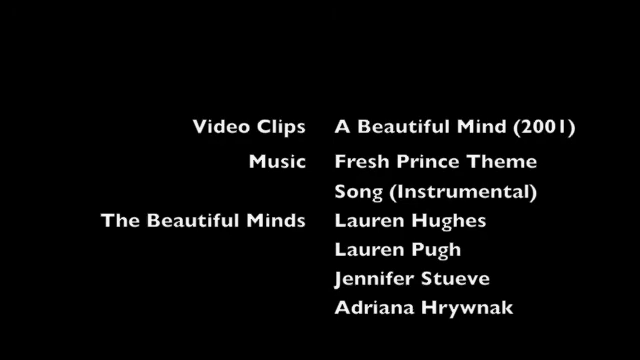 Video Clips A Beautiful Mind (2001)
Music Fresh Prince Theme
Song (Instrumental)
The Beautiful Minds Lauren Hughes
Lauren Pugh
Jennifer Stueve
Adriana Hrywnak